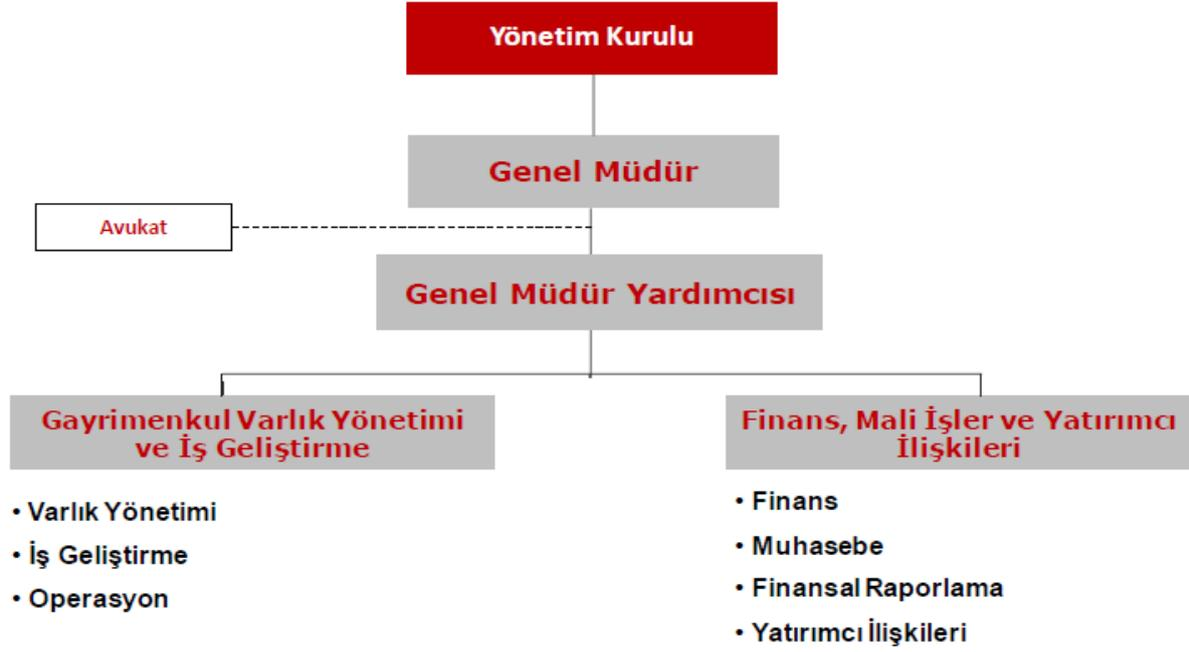 Yönetim Kurulu
Genel Müdür
Avukat
Genel Müdür Yardımcısı
Gayrimenkul Varlık Yönetimi
ve İş Geliştirme
• Varlık Yönetimi
• İş Geliştirme
• Operasyon
Finans, Mali İşler ve Yatırımcı
İlişkileri
• Finans
• Muhasebe
• Finansal Raporlama
• Yatırımcı İlişkileri